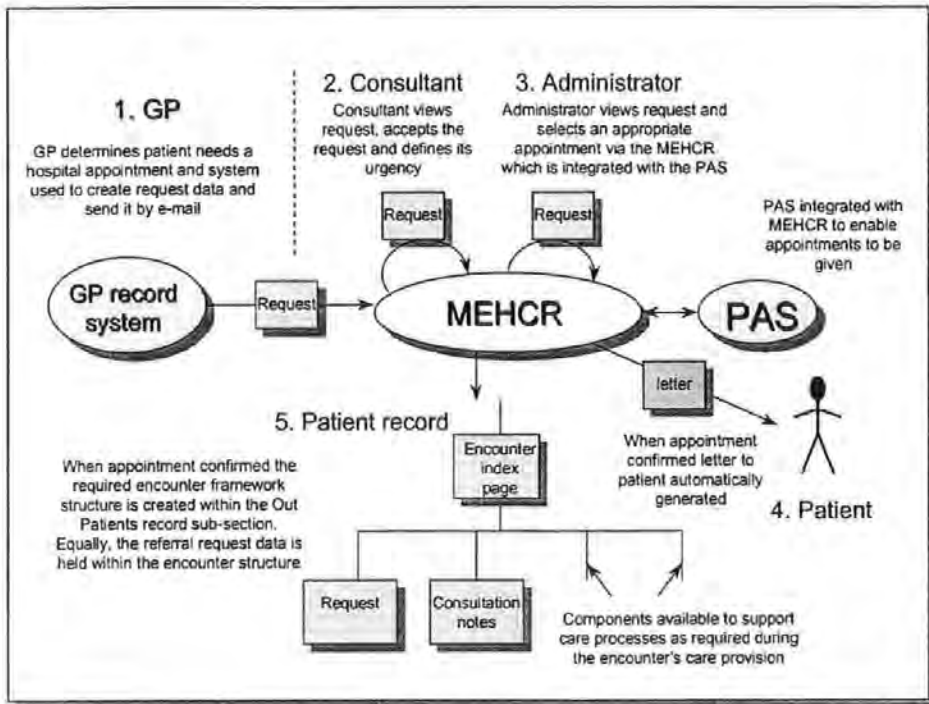 1. GP
GP determines patient needs a
hospital appointment and system
used to create request data and
send it by e-mail
2. Consultant
Consultant views
request, accepts the
request and defines its
urgency
3. Administrator
Administrator views request and
selects an appropriate
appointment via the MEHCR
which is integrated with the PAS
Request
Request
PAS integrated with
MEHCR to enable
appointments to be
given
GP record
system
Request
MEHCR
PAS
letter
When appointment
confirmed letter to
patient automatically
generated
4. Patient
5. Patient record
When appointment confirmed the
required encounter framework
structure is created within the Out
Patients record sub-section.
Equally, the referral request data is
held within the encounter structure
Encounter
index
page
Request
Consultation
notes
Components available to support
care processes as required during
the encounter's care provision